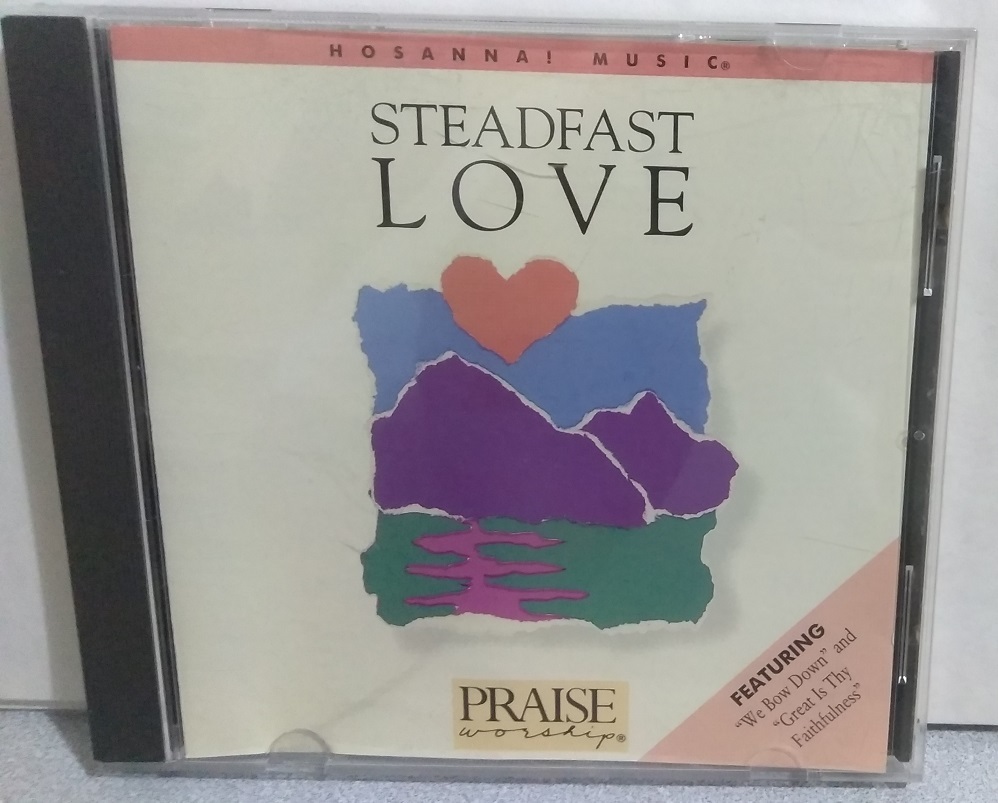 HOSANNA! MUSIC®
STEADFAST
LOVE
PRAISE
worship®
FEATURING
"We Bow Down" and
"Great Is Thy
Faithfulness"